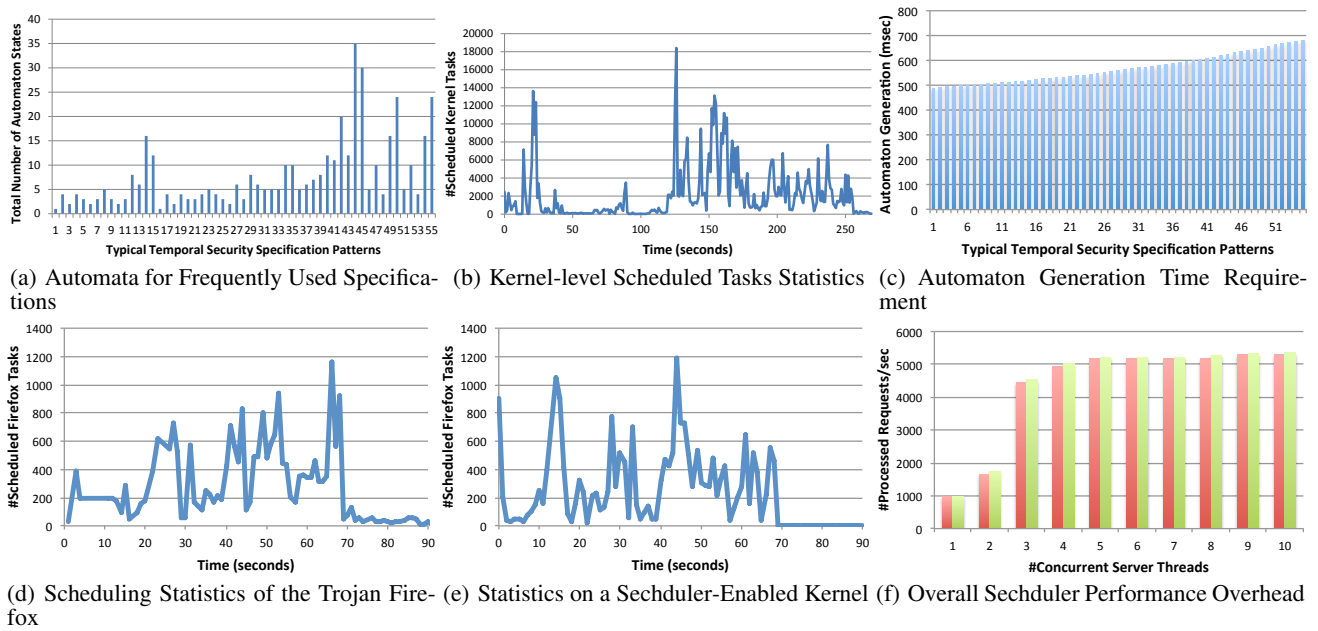 Total Number of Automaton States
40
35
30
25
20
15
10
5
0
1 3 5 7 9 11 13 15 17 19 21 23 25 27 29 31 33 35 37 39 41 43 45 47 49 51 53 55
Typical Temporal Security Specification Patterns
(a) Automata for Frequently Used Specifica-
tions
#Scheduled Kernel Tasks
20000
18000
16000
14000
12000
10000
8000
6000
4000
2000
0
0 50 100 150 200 250
Time (seconds)
(b) Kernel-level Scheduled Tasks Statistics
Automaton Generation (msec)
800
700
600
500
400
300
200
100
0
1 6 11 16 21 26 31 36 41 46 51
Typical Temporal Security Specification Patterns
(c) Automaton Generation Time Require-
ment
#Scheduled Firefox Tasks
1400
1200
1000
800
600
400
200
0
0 10 20 30 40 50 60 70 80 90
Time (seconds)
(d) Scheduling Statistics of the Trojan Fire-
fox
#Scheduled Firefox Tasks
1400
1200
1000
800
600
400
200
0
0 10 20 30 40 50 60 70 80 90
Time (seconds)
(e) Statistics on a Sechduler-Enabled Kernel
#Processed Requests/sec
6000
5000
4000
3000
2000
1000
0
1 2 3 4 5 6 7 8 9 10
#Concurrent Server Threads
(f) Overall Sechduler Performance Overhead